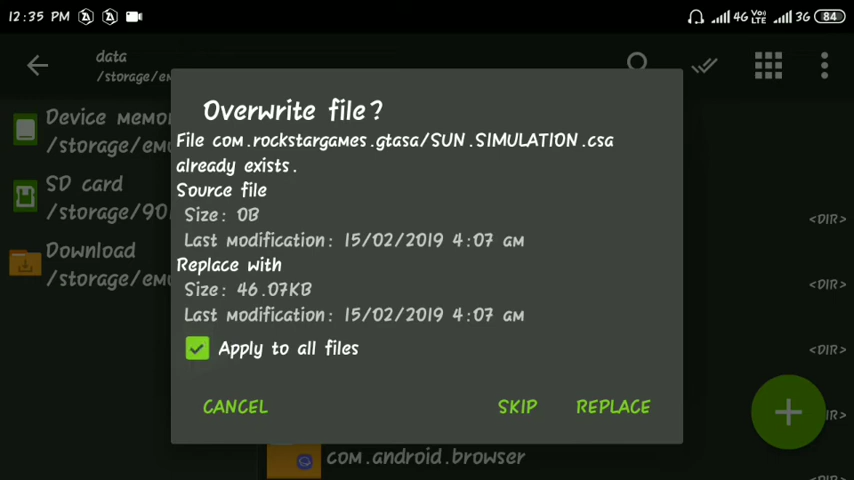 12:35 PM
4G VoLTE 3G 84
data
/storage/em
Device memo
/storage/em
SD card
/storage/90
Download
/storage/em
Overwrite file?
File com.rockstargames.gtasa/SUN.SIMULATION.csa
already exists.
Source file
Size: 0B
Last modification: 15/02/2019 4:07 am
Replace with
Size: 46.07KB
Last modification: 15/02/2019 4:07 am
Apply to all files
CANCEL SKIP REPLACE
<DIR>
<DIR>
<DIR>
com.android.browser